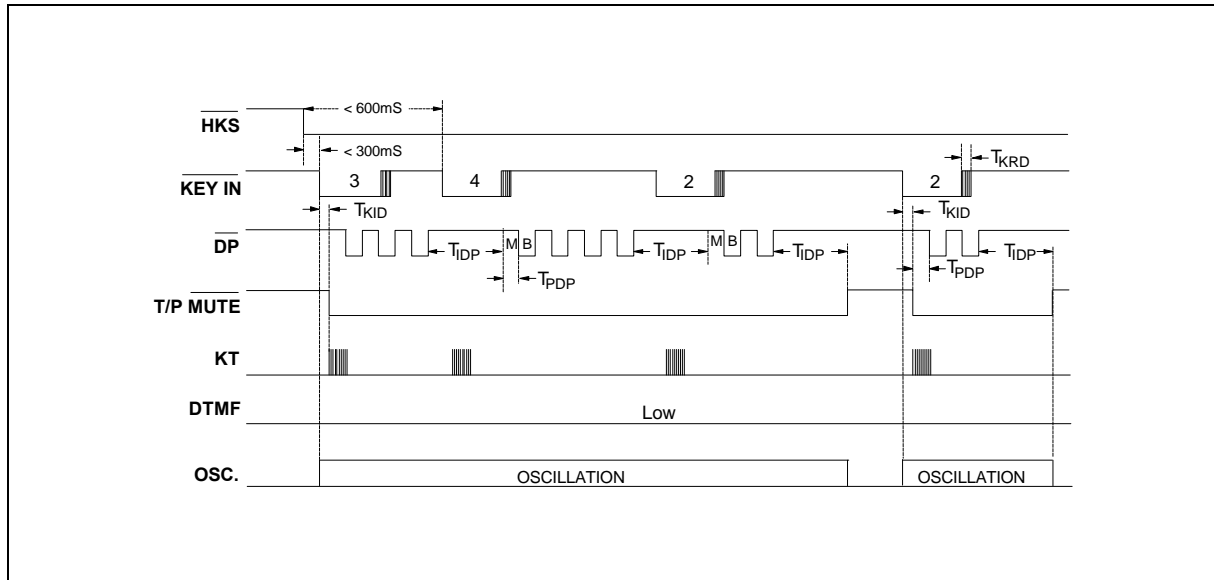 < 600mS
HKS
< 300mS
TKRD
KEY IN 3 4 2 2
TKID TKID
DP TIDP M B TIDP M B TIDP TIDP
TPDP TPDP
T/P MUTE
KT
DTMF Low
OSC. OSCILLATION OSCILLATION